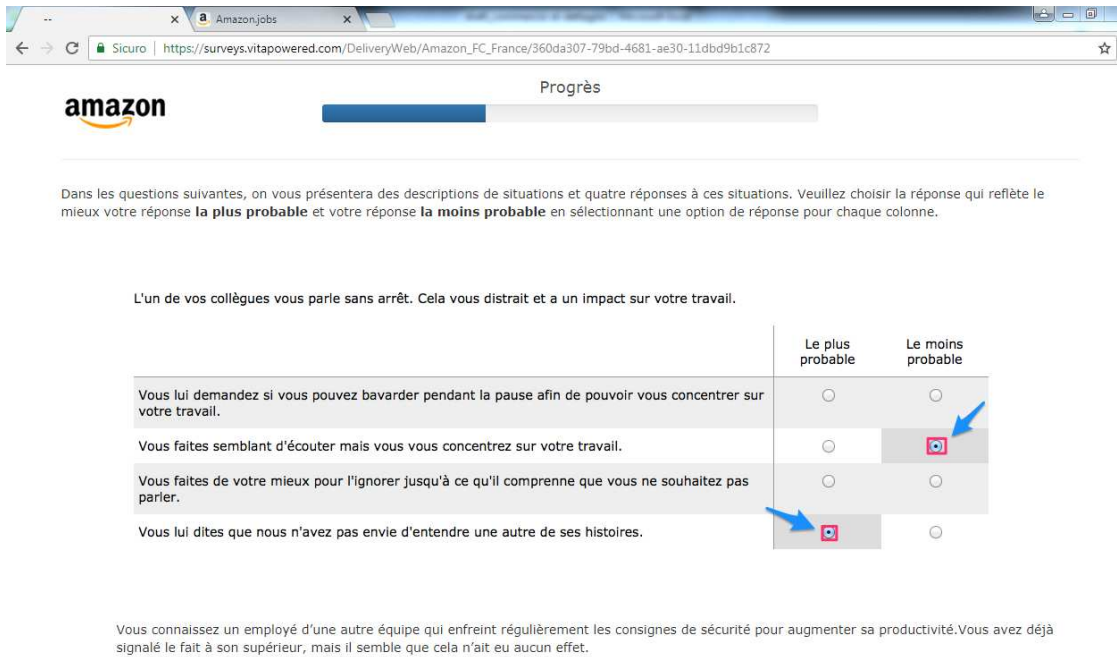 --
a Amazon.jobs
Sicuro | https://surveys.vitapowered.com/DeliveryWeb/Amazon_FC_France/360da307-79bd-4681-ae30-11dbd9b1c872
amazon
Progrès
Dans les questions suivantes, on vous présentera des descriptions de situations et quatre réponses à ces situations. Veuillez choisir la réponse qui reflète le
mieux votre réponse la plus probable et votre réponse la moins probable en sélectionnant une option de réponse pour chaque colonne.
L'un de vos collègues vous parle sans arrêt. Cela vous distrait et a un impact sur votre travail.
Le plus
probable
Le moins
probable
Vous lui demandez si vous pouvez bavarder pendant la pause afin de pouvoir vous concentrer sur
votre travail.
Vous faites semblant d'écouter mais vous vous concentrez sur votre travail.
Vous faites de votre mieux pour l'ignorer jusqu'à ce qu'il comprenne que vous ne souhaitez pas
parler.
Vous lui dites que nous n'avez pas envie d'entendre une autre de ses histoires.
Vous connaissez un employé d'une autre équipe qui enfreint régulièrement les consignes de sécurité pour augmenter sa productivité.Vous avez déjà
signalé le fait à son supérieur, mais il semble que cela n'ait eu aucun effet.